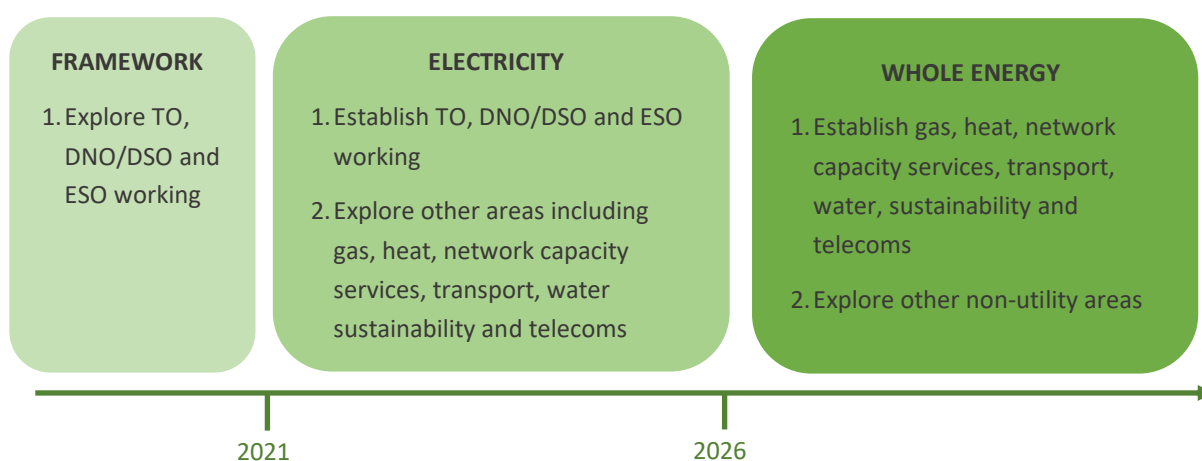 FRAMEWORK
1. Explore TO,
DNO/DSO and
ESO working
ELECTRICITY
1. Establish TO, DNO/DSO and ESO
working
2. Explore other areas including
gas, heat, network capacity
services, transport, water
sustainability and telecoms
WHOLE ENERGY
1. Establish gas, heat, network
capacity services, transport,
water, sustainability and
telecoms
2. Explore other non-utility areas
2021
2026